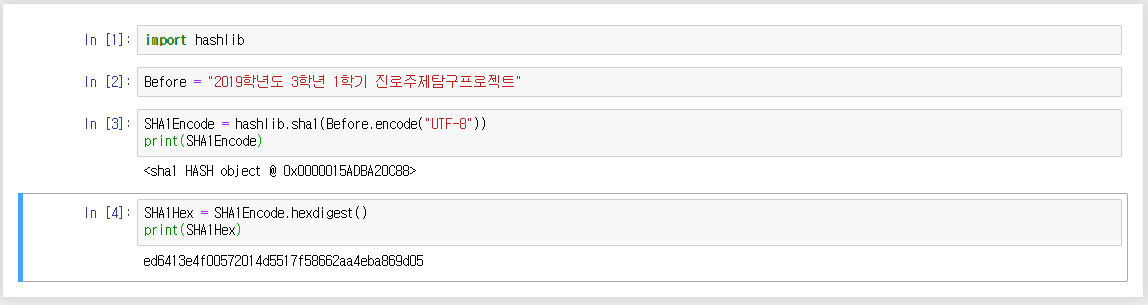 In [1]: import hashlib
In [2]: Before = "2019학년도 3학년 1학기 진로주제탐구프로젝트"
In [3]: SHA1Encode = hashlib.sha1(Before.encode("UTF-8"))
print(SHA1Encode)
<sha1 HASH object @ 0x0000015ADBA20C88>
In [4]: SHA1Hex = SHA1Encode.hexdigest()
print(SHA1Hex)
ed6413e4f00572014d5517f58662aa4eba869d05